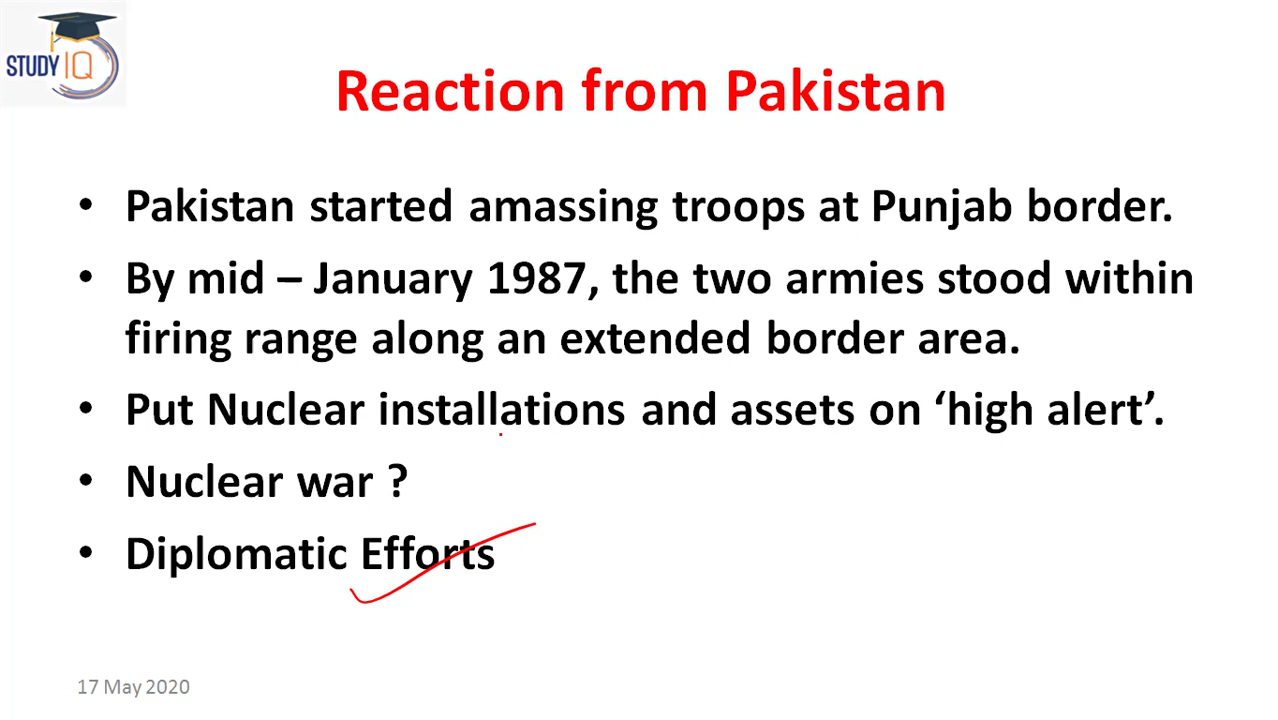 STUDY IQ
Reaction from Pakistan
• Pakistan started amassing troops at Punjab border.
• By mid – January 1987, the two armies stood within
firing range along an extended border area.
• Put Nuclear installations and assets on ‘high alert’.
• Nuclear war ?
• Diplomatic Efforts
17 May 2020